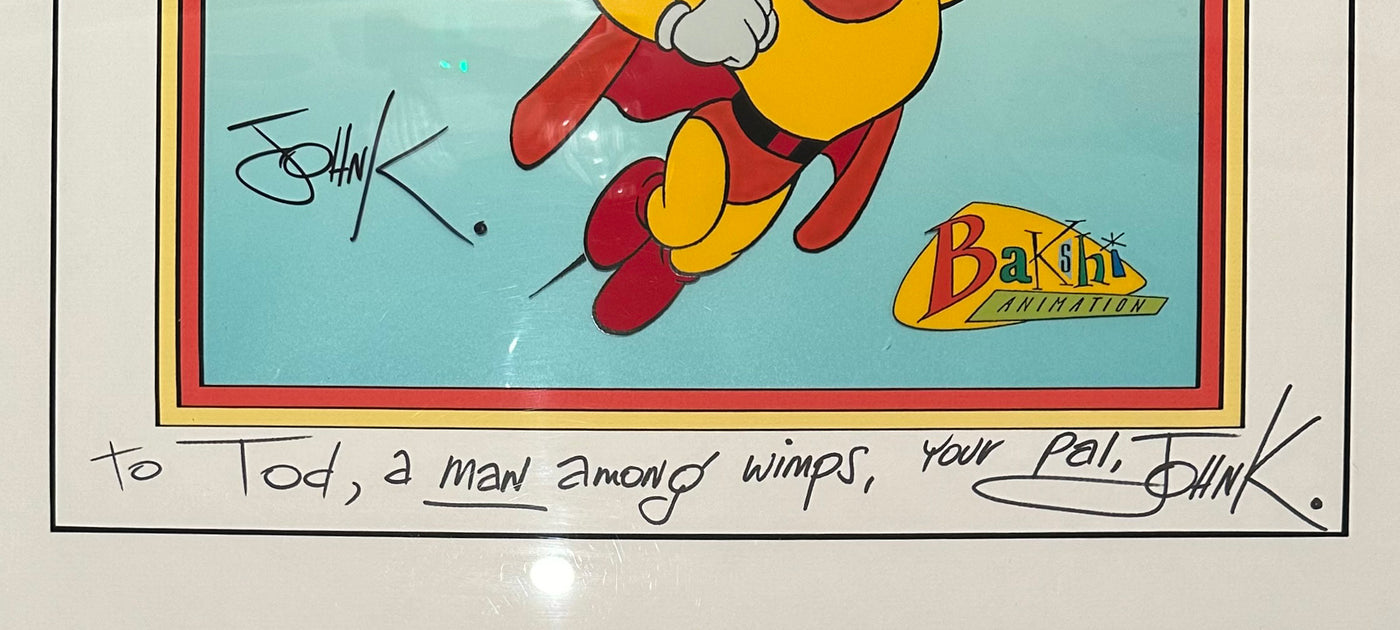 JOHN K.
BaKshi
ANIMATION
to Tod, a man among wimps, your pal, JOHN K.